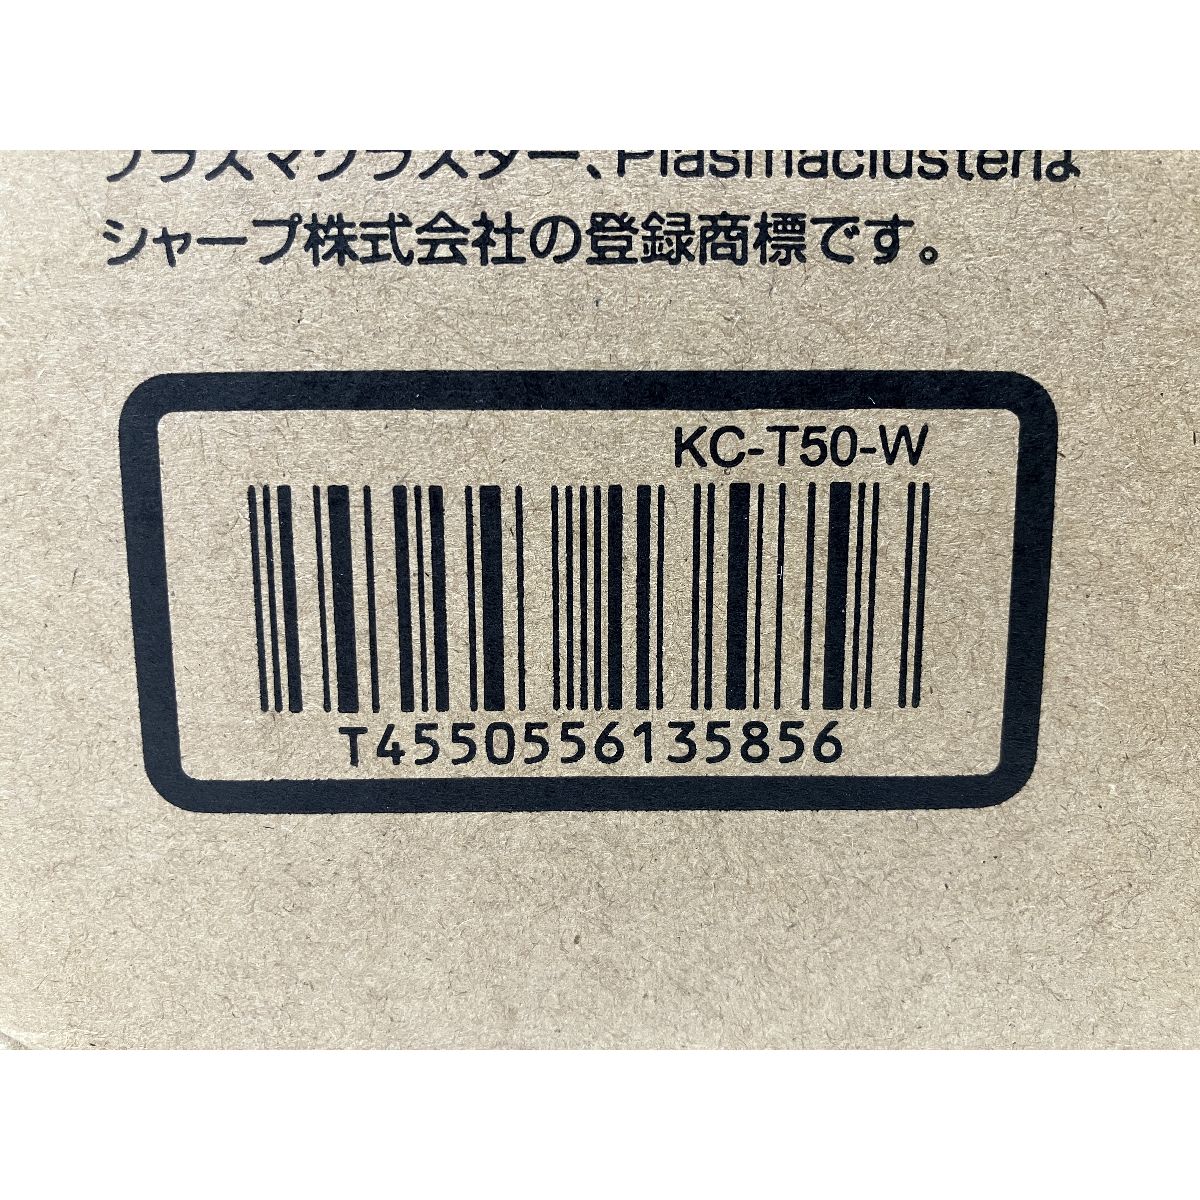 プラズマクラスター、Plasmaclusterは
シャープ株式会社の登録商標です。
KC-T50-W
T4550556135856